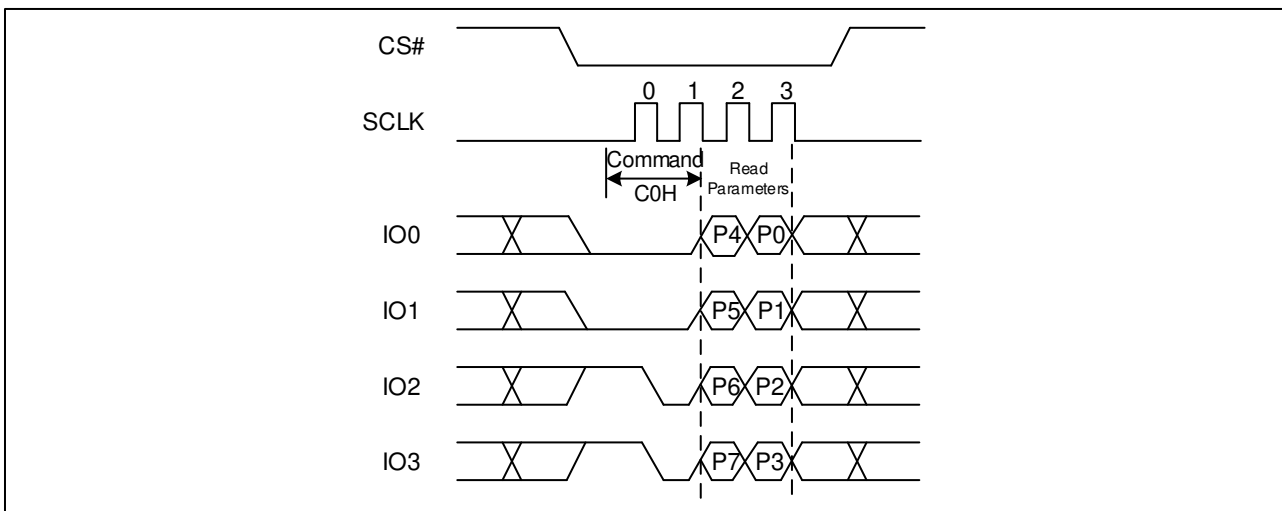 CS#
0 1 2 3
SCLK
Command
C0H
Read
Parameters
IO0
P4 P0
IO1
P5 P1
IO2
P6 P2
IO3
P7 P3